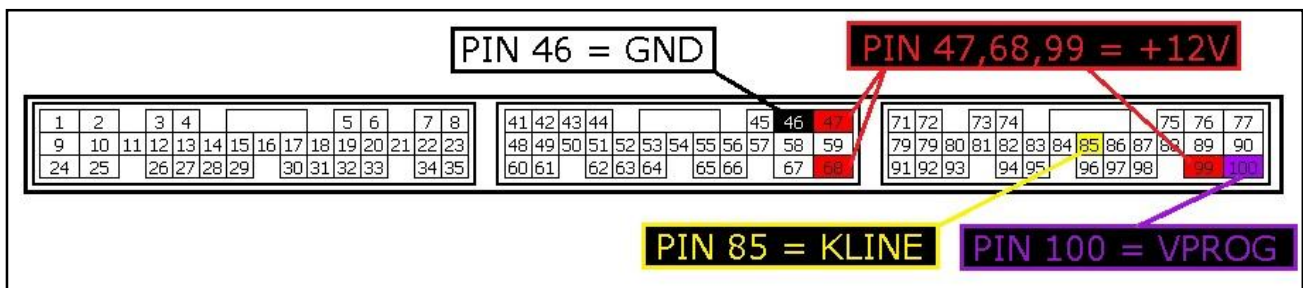 PIN 46 = GND
PIN 47,68,99 = +12V
1 2 3 4 5 6 7 8
9 10 11 12 13 14 15 16 17 18 19 20 21 22 23
24 25 26 27 28 29 30 31 32 33 34 35
41 42 43 44 45 46 47
48 49 50 51 52 53 54 55 56 57 58 59
60 61 62 63 64 65 66 67 68
71 72 73 74 75 76 77
79 79 80 81 82 83 84 85 86 87 88 89 90
91 92 93 94 95 96 97 98 99 100
PIN 85 = KLINE
PIN 100 = VPROG